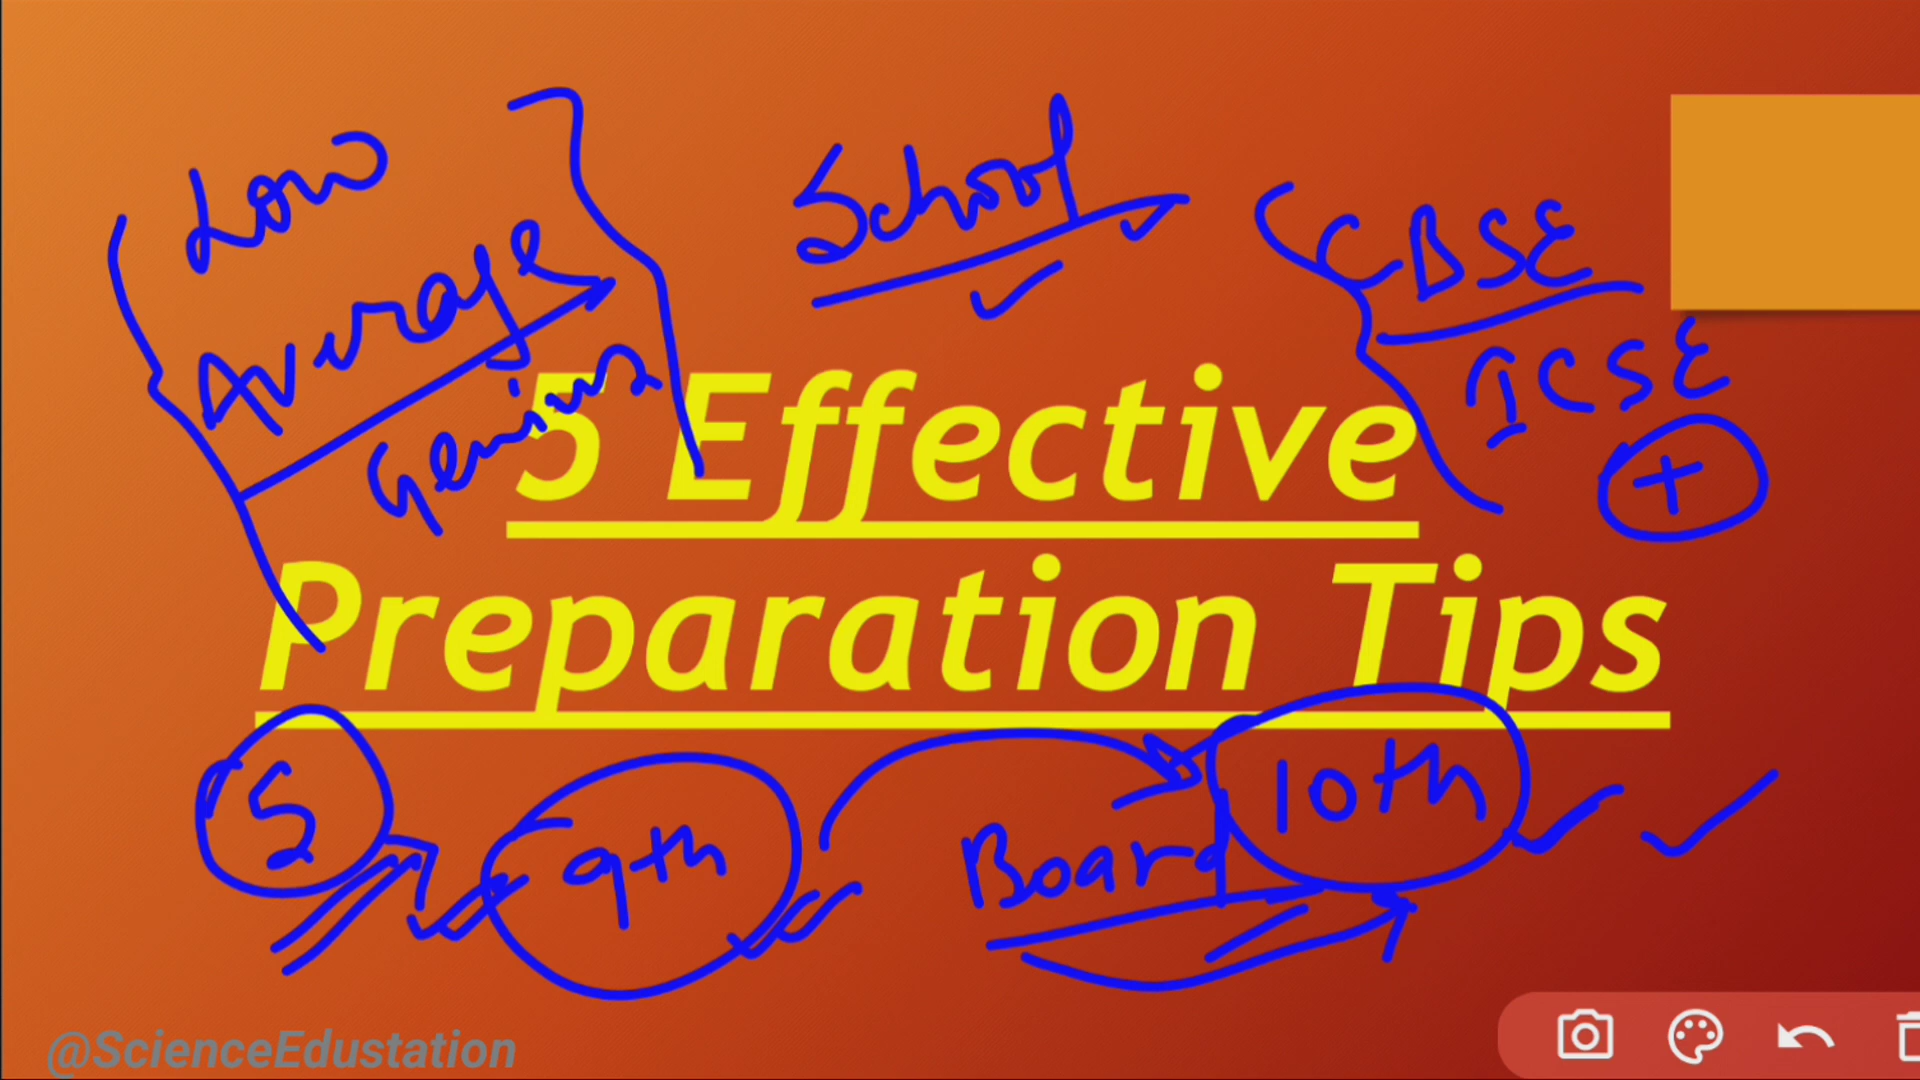 Low
Average
Genius
School
CBSE
ICSE
+
5 Effective
Preparation Tips
5
9th
Board
10th
@ScienceEdustation